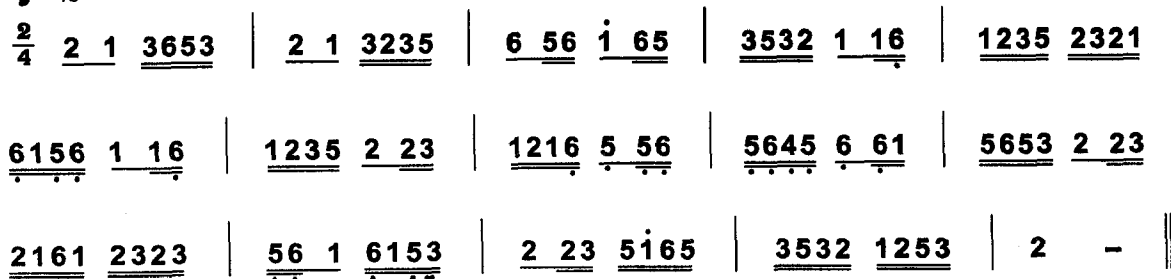 2/4 2 1 3653 | 2 1 3235 | 6 56 i 65 | 3532 1 16 | 1235 2321
6156 1 16 | 1235 2 23 | 1216 5 56 | 5645 6 61 | 5653 2 23
2161 2323 | 56 1 6153 | 2 23 5i65 | 3532 1253 | 2 –